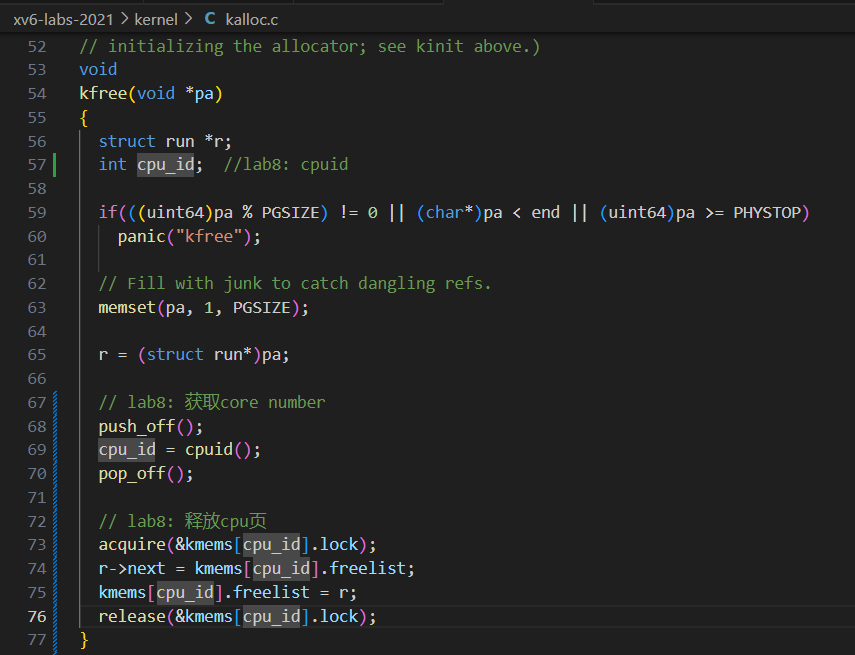 xv6-labs-2021 > kernel > C kalloc.c
52 // initializing the allocator; see kinit above.)
53 void
54 kfree(void *pa)
55 {
56 struct run *r;
57 int cpu_id; //lab8: cpuid
58
59 if(((uint64)pa % PGSIZE) != 0 || (char*)pa < end || (uint64)pa >= PHYSTOP)
60 panic("kfree");
61
62 // Fill with junk to catch dangling refs.
63 memset(pa, 1, PGSIZE);
64
65 r = (struct run*)pa;
66
67 // lab8: 获取core number
68 push_off();
69 cpu_id = cpuid();
70 pop_off();
71
72 // lab8: 释放cpu页
73 acquire(&kmems[cpu_id].lock);
74 r->next = kmems[cpu_id].freelist;
75 kmems[cpu_id].freelist = r;
76 release(&kmems[cpu_id].lock);
77 }